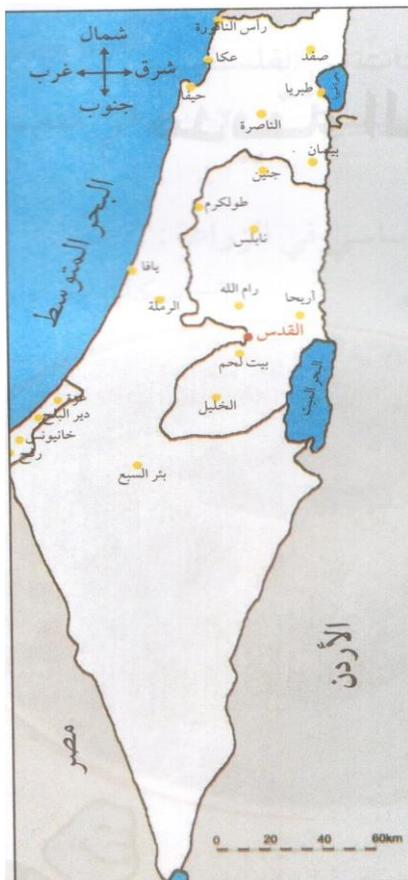 رأس الناقورة
شمال
شرق
غرب
جنوب
عكا
صفد
حيفا
طبريا
الناصرة
بيسان
جنين
طولكرم
نابلس
البحر المتوسط
يافا
الرملة
رام الله
أريحا
القدس
بيت لحم
البحر الميت
الخليل
غزة
دير البلح
خانيونس
رفح
بئر السبع
الأردن
مصر
0 20 40 60km